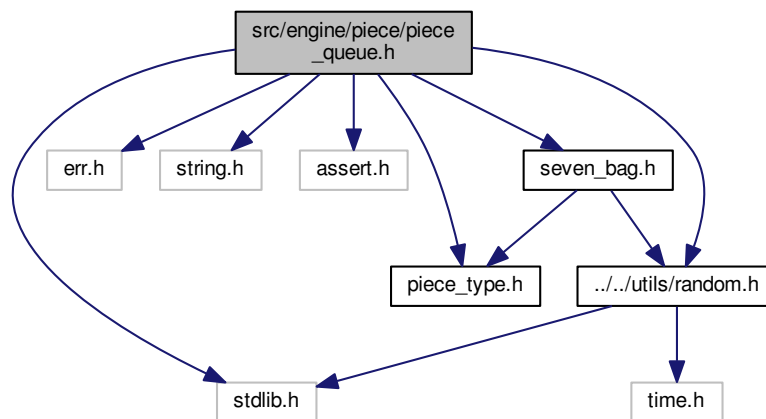 src/engine/piece/piece
_queue.h
err.h
string.h
assert.h
seven_bag.h
piece_type.h
../../utils/random.h
stdlib.h
time.h